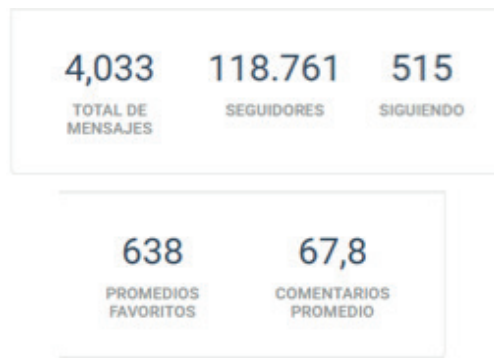 4,033 118.761 515
TOTAL DE MENSAJES SEGUIDORES SIGUIENDO
638 67,8
PROMEDIOS FAVORITOS COMENTARIOS PROMEDIO